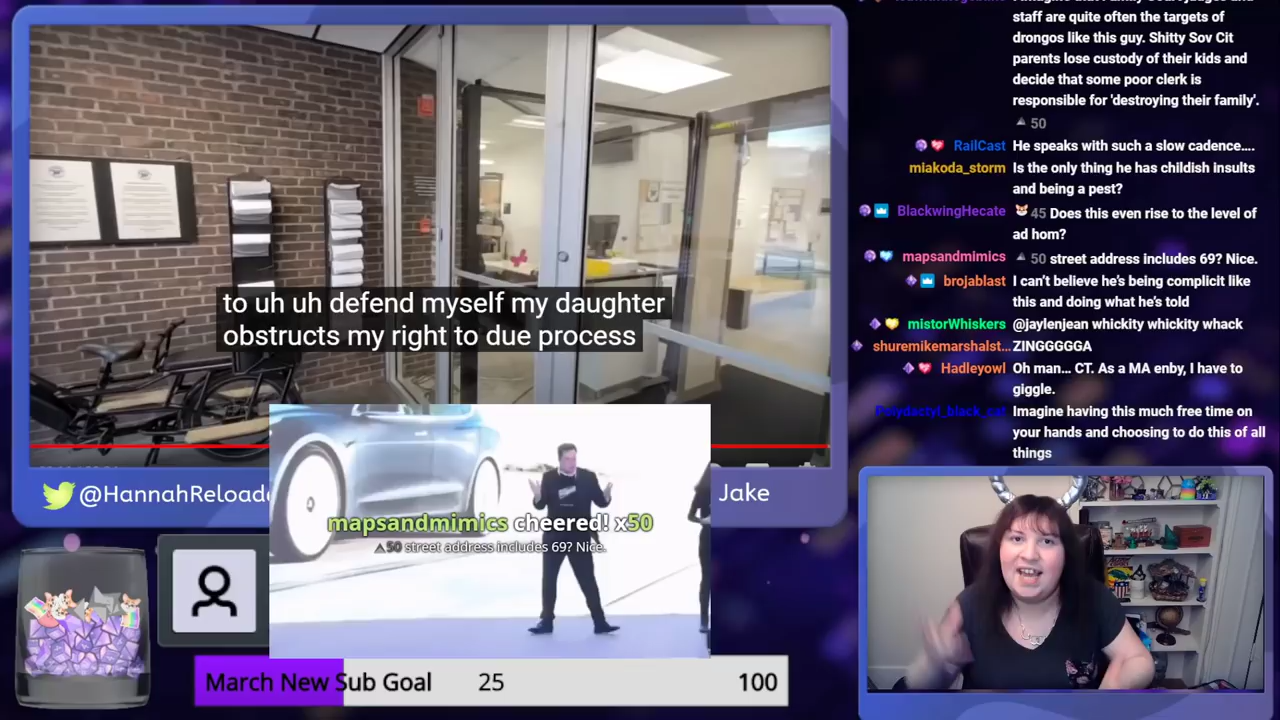 to uh uh defend myself my daughter
obstructs my right to due process
@HannahReload
Jake
mapsandmimics cheered! x50
50 street address includes 69? Nice.
March New Sub Goal 25 100
staff are quite often the targets of
drongos like this guy. Shitty Sov Cit
parents lose custody of their kids and
decide that some poor clerk is
responsible for 'destroying their family'.
50
RailCast He speaks with such a slow cadence....
miakoda_storm Is the only thing he has childish insults
and being a pest?
BlackwingHecate 45 Does this even rise to the level of
ad hom?
mapsandmimics 50 street address includes 69? Nice.
brojablast I can't believe he's being complicit like
this and doing what he's told
mistorWhiskers @jaylenjean whickity whickity whack
shuremikemarshalst... ZINGGGGGA
Hadleyowl Oh man... CT. As a MA enby, I have to
giggle.
Polydactyl_black_cat Imagine having this much free time on
your hands and choosing to do this of all
things